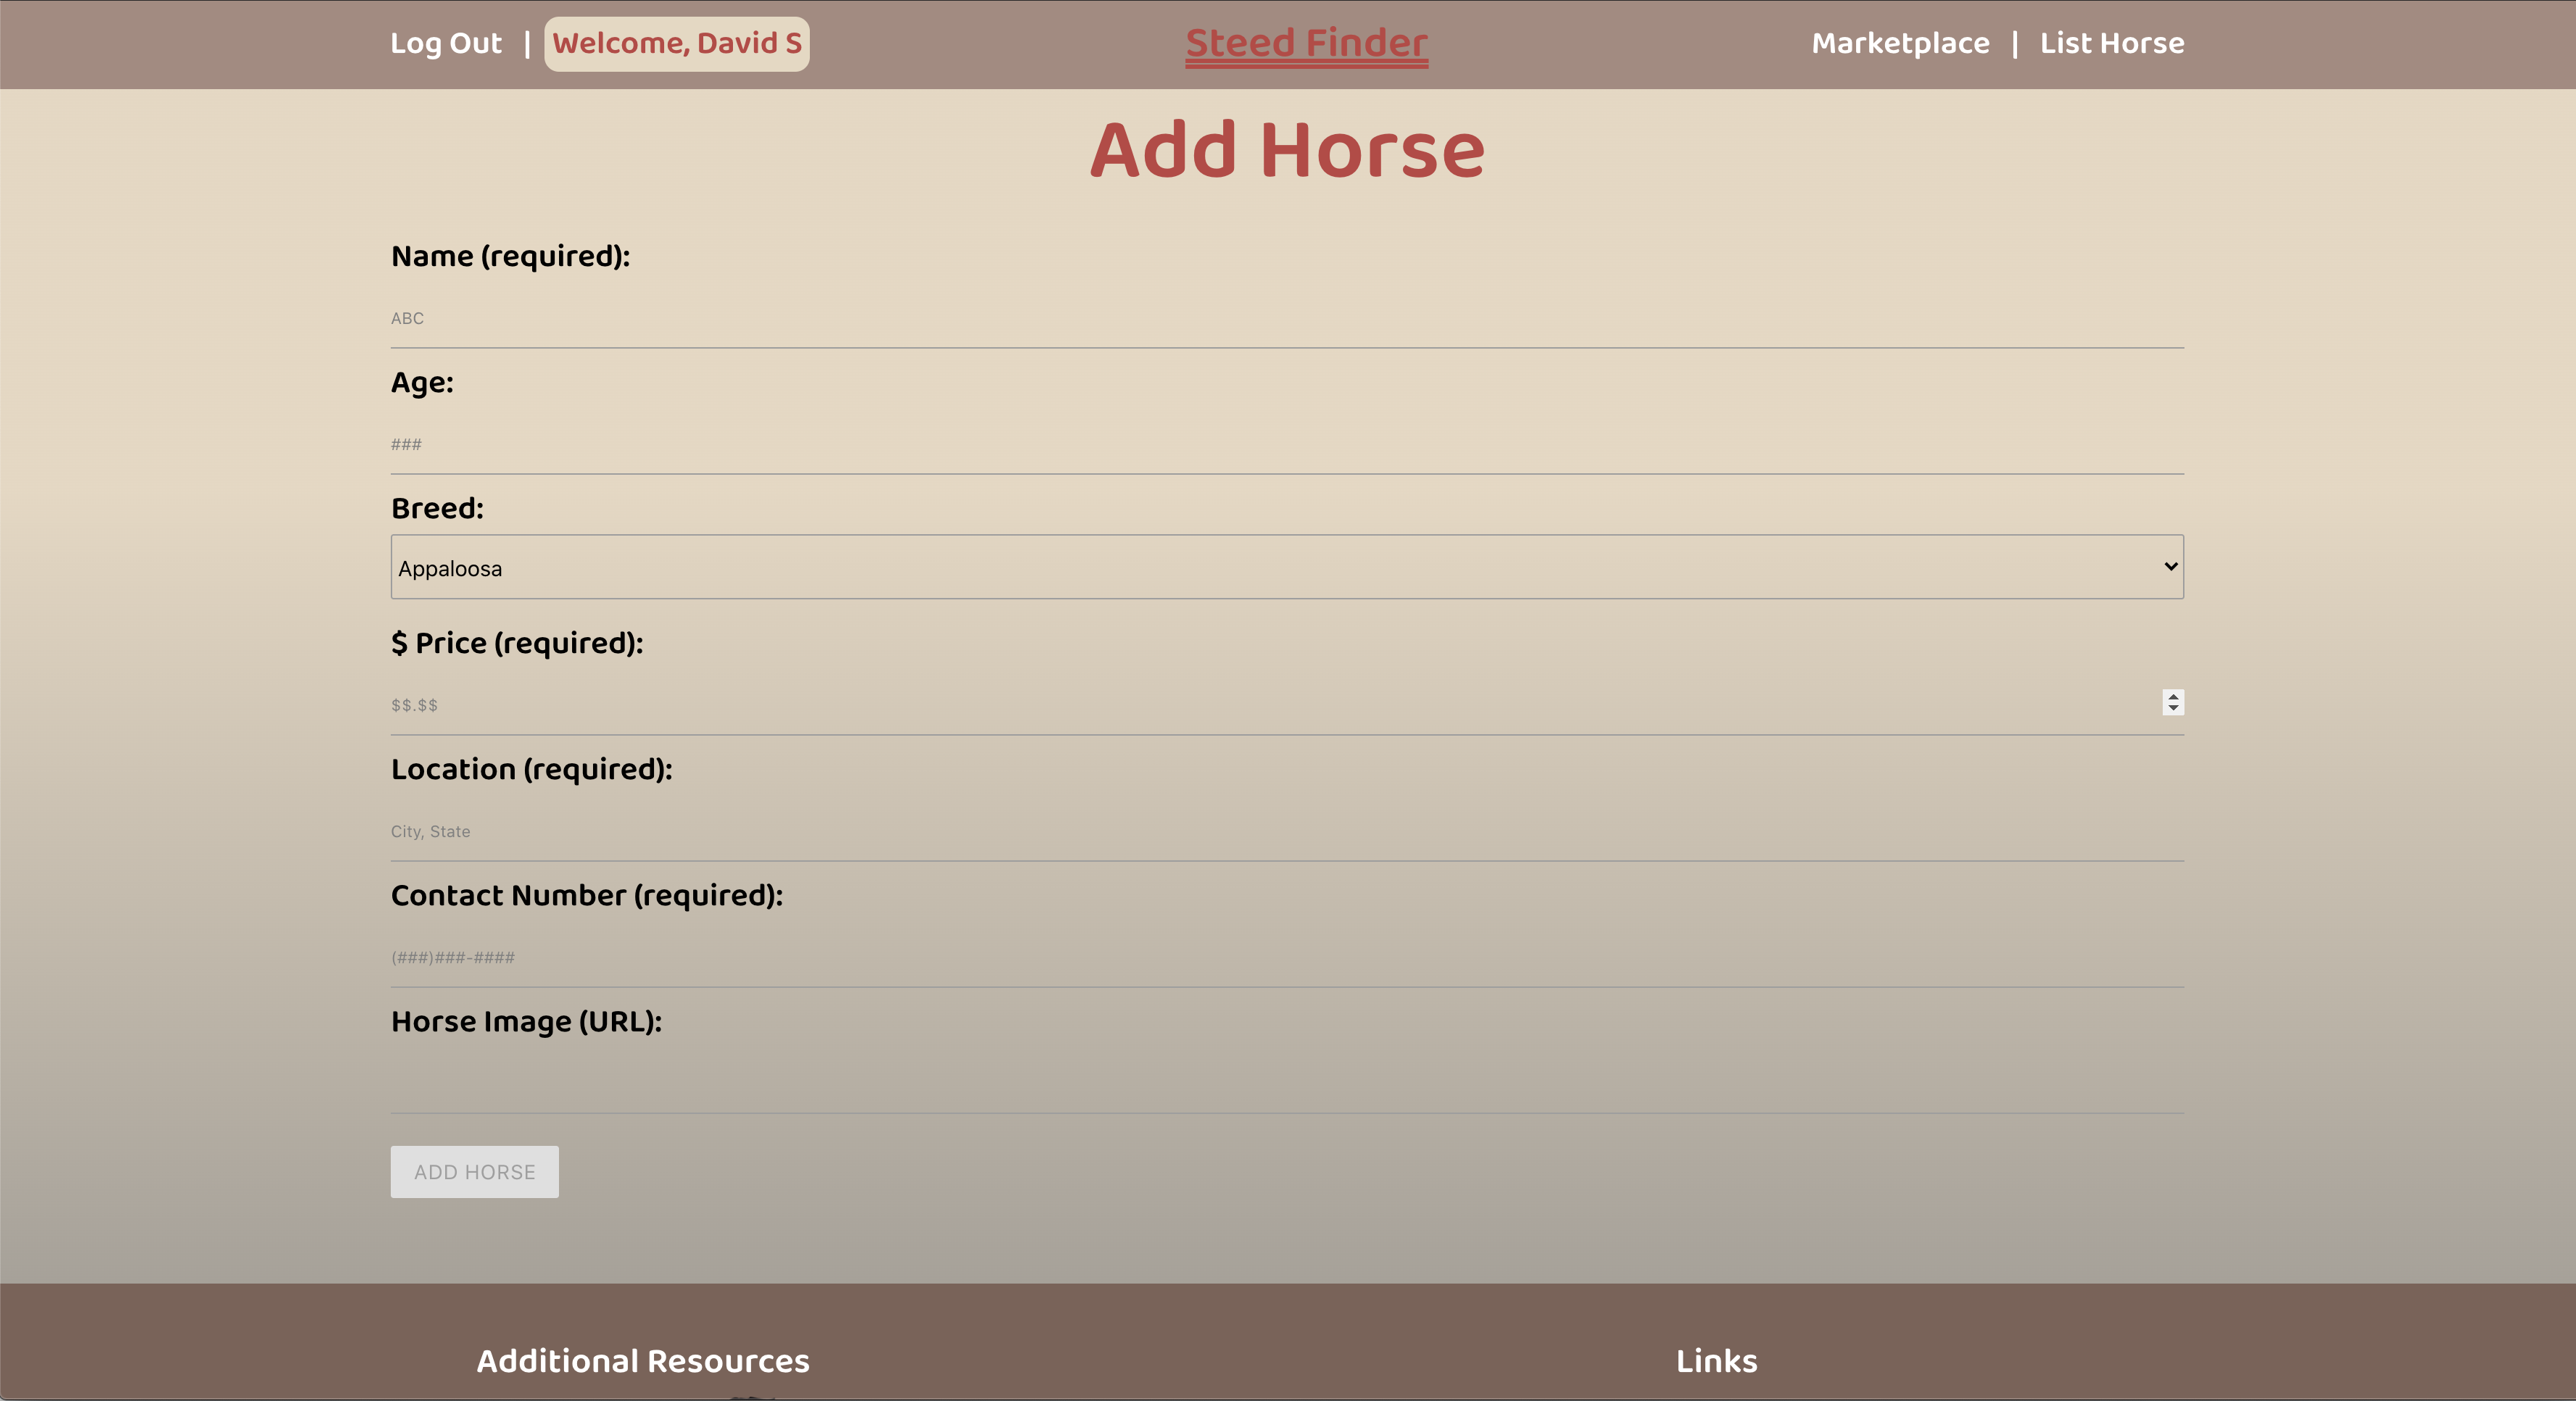 Log Out | Welcome, David S
Steed Finder
Marketplace | List Horse
Add Horse
Name (required):
ABC
Age:
###
Breed:
Appaloosa
$ Price (required):
$$.$$
Location (required):
City, State
Contact Number (required):
(###)###-####
Horse Image (URL):
ADD HORSE
Additional Resources
Links